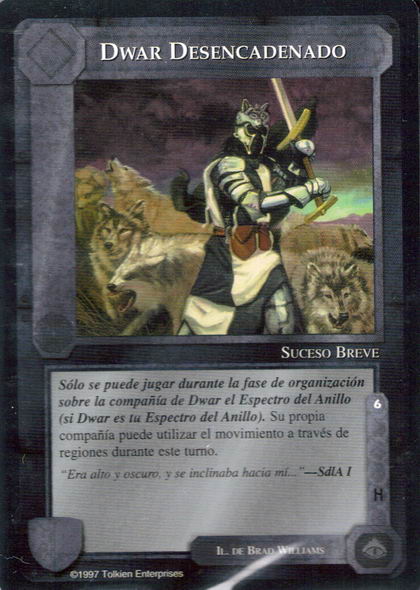 DWAR DESENCADENADO
SUCESO BREVE
Sólo se puede jugar durante la fase de organización
sobre la compañía de Dwar el Espectro del Anillo
(si Dwar es tu Espectro del Anillo). Su propia
compañía puede utilizar el movimiento a través de
regiones durante este turno.
"Era alto y oscuro, y se inclinaba hacia mí..."—SdlA I
6
H
IL. DE BRAD WILLIAMS
©1997 Tolkien Enterprises